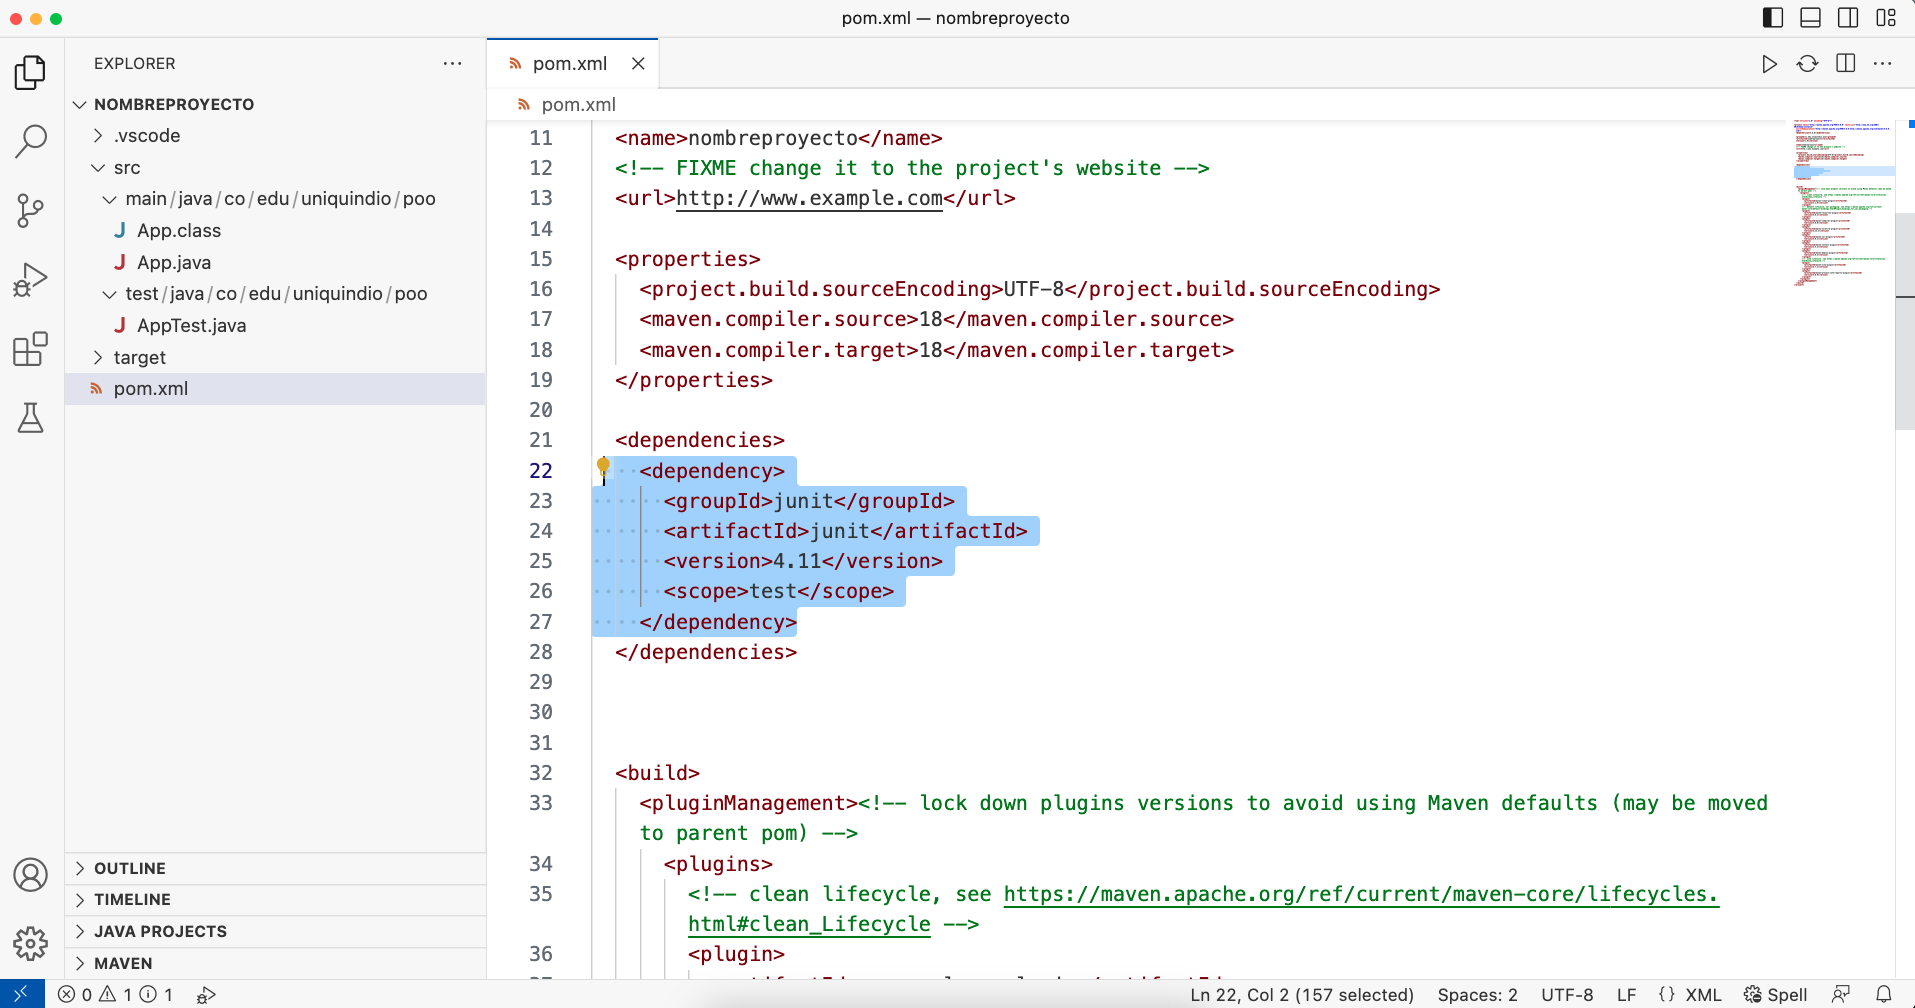 pom.xml — nombreproyecto
EXPLORER
NOMBREPROYECTO
.vscode
src
main/java/co/edu/uniquindio/poo
App.class
App.java
test/java/co/edu/uniquindio/poo
AppTest.java
target
pom.xml
OUTLINE
TIMELINE
JAVA PROJECTS
MAVEN
pom.xml
pom.xml
11 <name>nombreproyecto</name>
12 <!-- FIXME change it to the project's website -->
13 <url>http://www.example.com</url>
14
15 <properties>
16 <project.build.sourceEncoding>UTF-8</project.build.sourceEncoding>
17 <maven.compiler.source>18</maven.compiler.source>
18 <maven.compiler.target>18</maven.compiler.target>
19 </properties>
20
21 <dependencies>
22 <dependency>
23 <groupId>junit</groupId>
24 <artifactId>junit</artifactId>
25 <version>4.11</version>
26 <scope>test</scope>
27 </dependency>
28 </dependencies>
29
30
31
32 <build>
33 <pluginManagement><!-- lock down plugins versions to avoid using Maven defaults (may be moved
to parent pom) -->
34 <plugins>
35 <!-- clean lifecycle, see https://maven.apache.org/ref/current/maven-core/lifecycles.
html#clean_Lifecycle -->
36 <plugin>
0 1 1
Ln 22, Col 2 (157 selected) Spaces: 2 UTF-8 LF {} XML Spell